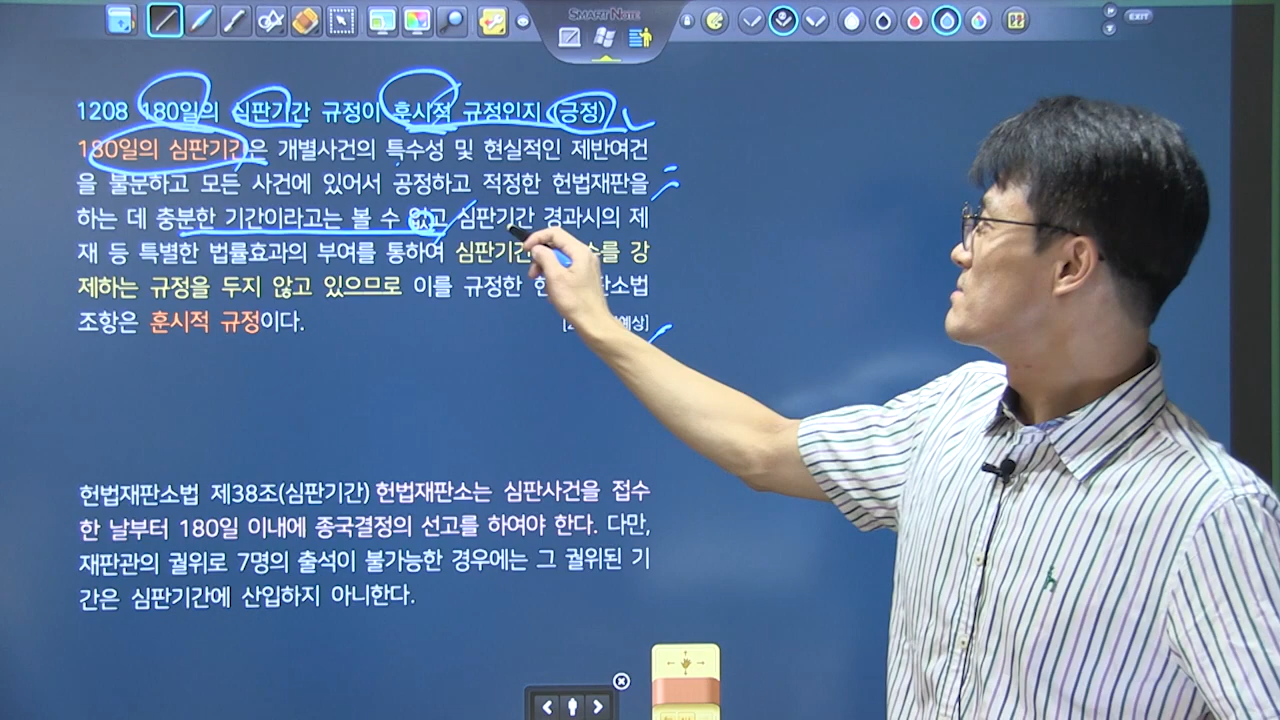 SMARTNOTE
EXIT
1208 180일의 심판기간 규정이 훈시적 규정인지 (긍정)
180일의 심판기간은 개별사건의 특수성 및 현실적인 제반여건
을 불문하고 모든 사건에 있어서 공정하고 적정한 헌법재판을
하는 데 충분한 기간이라고는 볼 수 없고 심판기간 경과시의 제
재 등 특별한 법률효과의 부여를 통하여 심판기간 를 강
제하는 규정을 두지 않고 있으므로 이를 규정한 소법
조항은 훈시적 규정이다. 예상]
헌법재판소법 제38조(심판기간) 헌법재판소는 심판사건을 접수
한 날부터 180일 이내에 종국결정의 선고를 하여야 한다. 다만,
재판관의 궐위로 7명의 출석이 불가능한 경우에는 그 궐위된 기
간은 심판기간에 산입하지 아니한다.